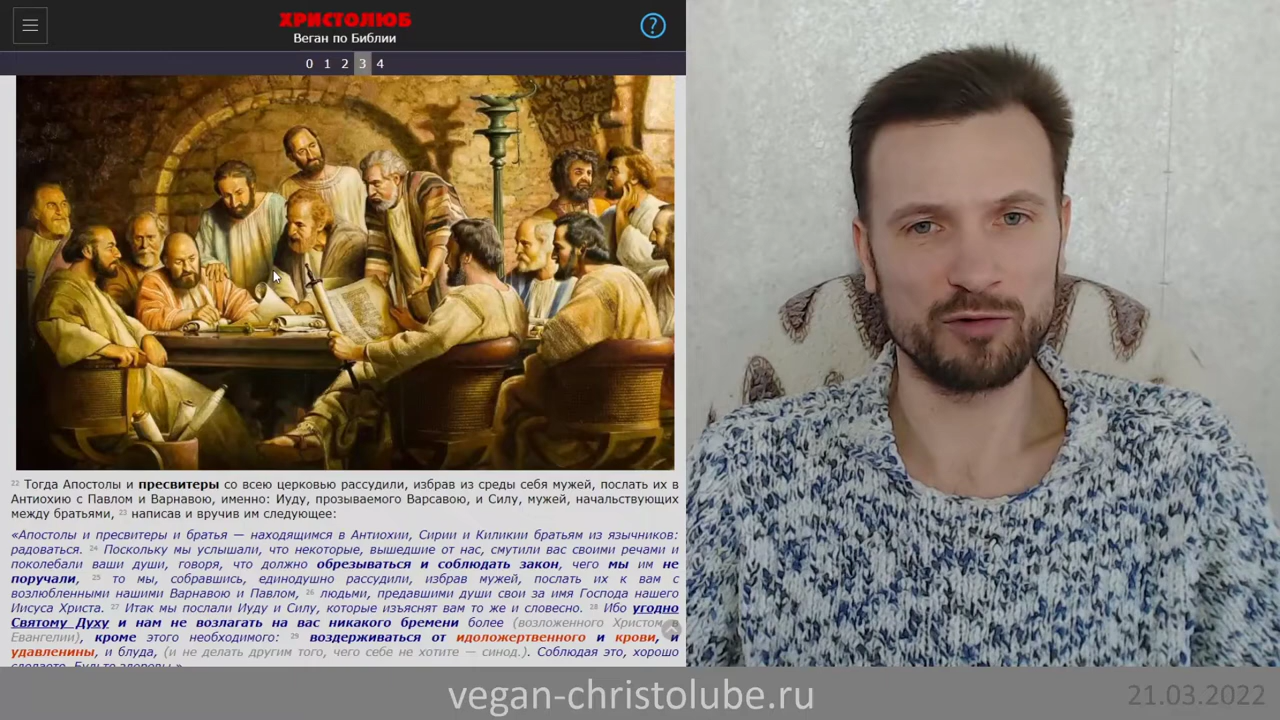 ХРИСТОЛЮБ
Веган по Библии
?
0 1 2 3 4
22 Тогда Апостолы и пресвитеры со всею церковью рассудили, избрав из среды себя мужей, послать их в
Антиохию с Павлом и Варнавою, именно: Иуду, прозываемого Варсавою, и Силу, мужей, начальствующих
между братьями, 23 написав и вручив им следующее:
«Апостолы и пресвитеры и братья — находящимся в Антиохии, Сирии и Киликии братьям из язычников:
радоваться. 24 Поскольку мы услышали, что некоторые, вышедшие от нас, смутили вас своими речами и
поколебали ваши души, говоря, что должно обрезываться и соблюдать закон, чего мы им не
поручали, 25 то мы, собравшись, единодушно рассудили, избрав мужей, послать их к вам с
возлюбленными нашими Варнавою и Павлом, 26 людьми, предавшими души свои за имя Господа нашего
Иисуса Христа. 27 Итак мы послали Иуду и Силу, которые изъяснят вам то же и словесно. 28 Ибо угодно
Святому Духу и нам не возлагать на вас никакого бремени более (возложенного Христом в
Евангелии), кроме этого необходимого: 29 воздерживаться от идоложертвенного и крови, и
удавленины, и блуда, (и не делать другим того, чего себе не хотите — синод.). Соблюдая это, хорошо
сделаете. Будьте здоровы.»
vegan-christolube.ru
21.03.2022